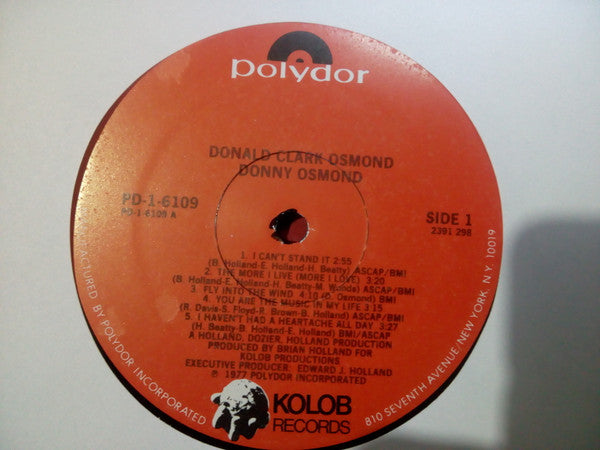 polydor
DONALD CLARK OSMOND
DONNY OSMOND
PD-1-6109
PD-1-6109 A
SIDE 1
2391 298
1. I CAN'T STAND IT 2:55
(B. Holland-E. Holland-H. Beatty) ASCAP/BMI
2. THE MORE I LIVE (MORE I LOVE) 3:20
(B. Holland-E. Holland-H. Beatty-M. Woods) ASCAP/BMI
3. FLY INTO THE WIND 4:10 (D. Osmond) BMI
4. YOU ARE THE MUSIC IN MY LIFE 3:15
(R. Davis-S. Floyd-R. Brown-B. Holland) ASCAP/BMI
5. I HAVEN'T HAD A HEARTACHE ALL DAY 3:27
(H. Beatty-B. Holland-E. Holland) BMI/ASCAP
A HOLLAND, DOZIER, HOLLAND PRODUCTION
PRODUCED BY BRIAN HOLLAND FOR
KOLOB PRODUCTIONS
EXECUTIVE PRODUCER: EDWARD J. HOLLAND
℗ 1977 POLYDOR INCORPORATED
KOLOB
RECORDS
MANUFACTURED BY POLYDOR INCORPORATED
810 SEVENTH AVENUE, NEW YORK, N.Y. 10019